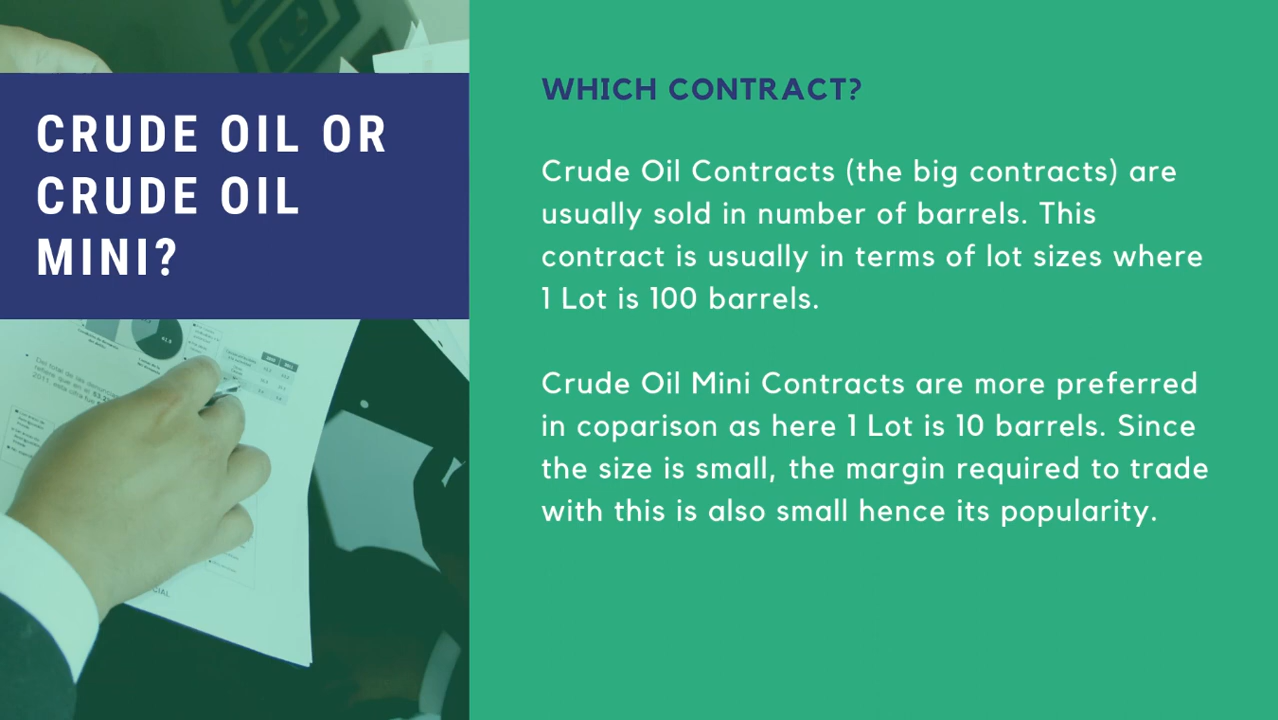 CRUDE OIL OR
CRUDE OIL
MINI?
WHICH CONTRACT?
Crude Oil Contracts (the big contracts) are
usually sold in number of barrels. This
contract is usually in terms of lot sizes where
1 Lot is 100 barrels.
Crude Oil Mini Contracts are more preferred
in coparison as here 1 Lot is 10 barrels. Since
the size is small, the margin required to trade
with this is also small hence its popularity.